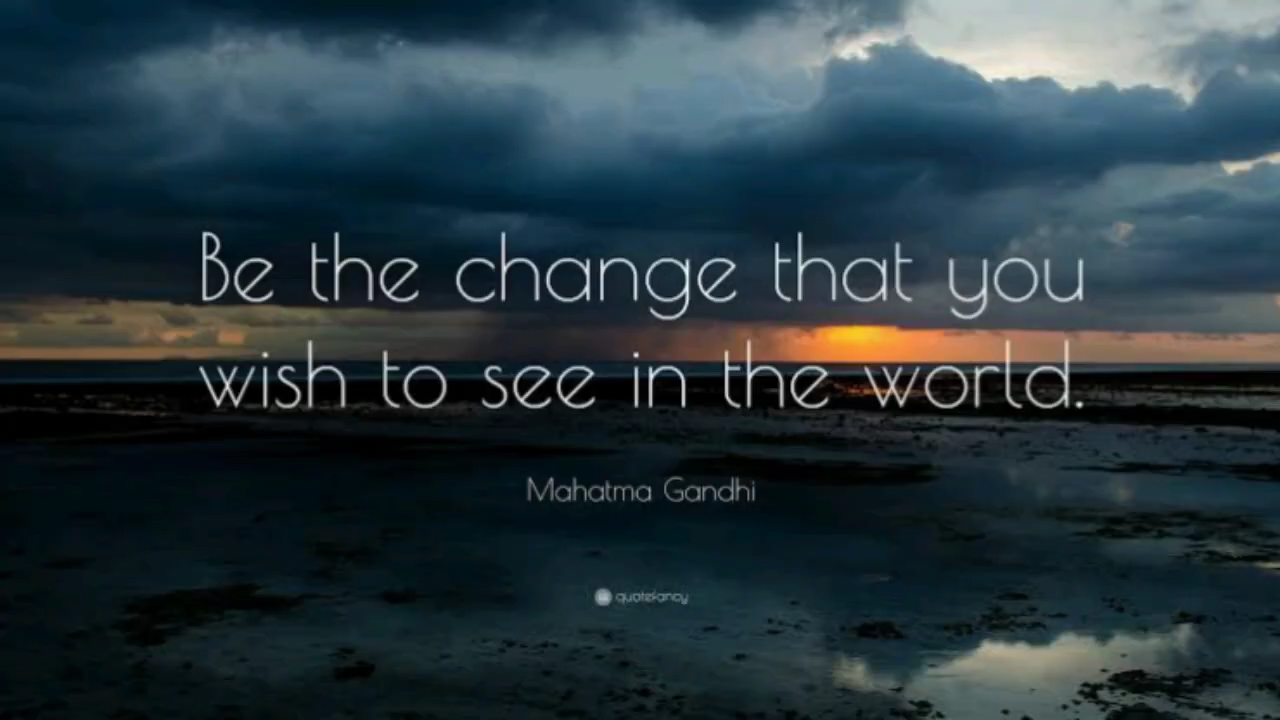 Be the change that you
wish to see in the world.
Mahatma Gandhi
quotefancy